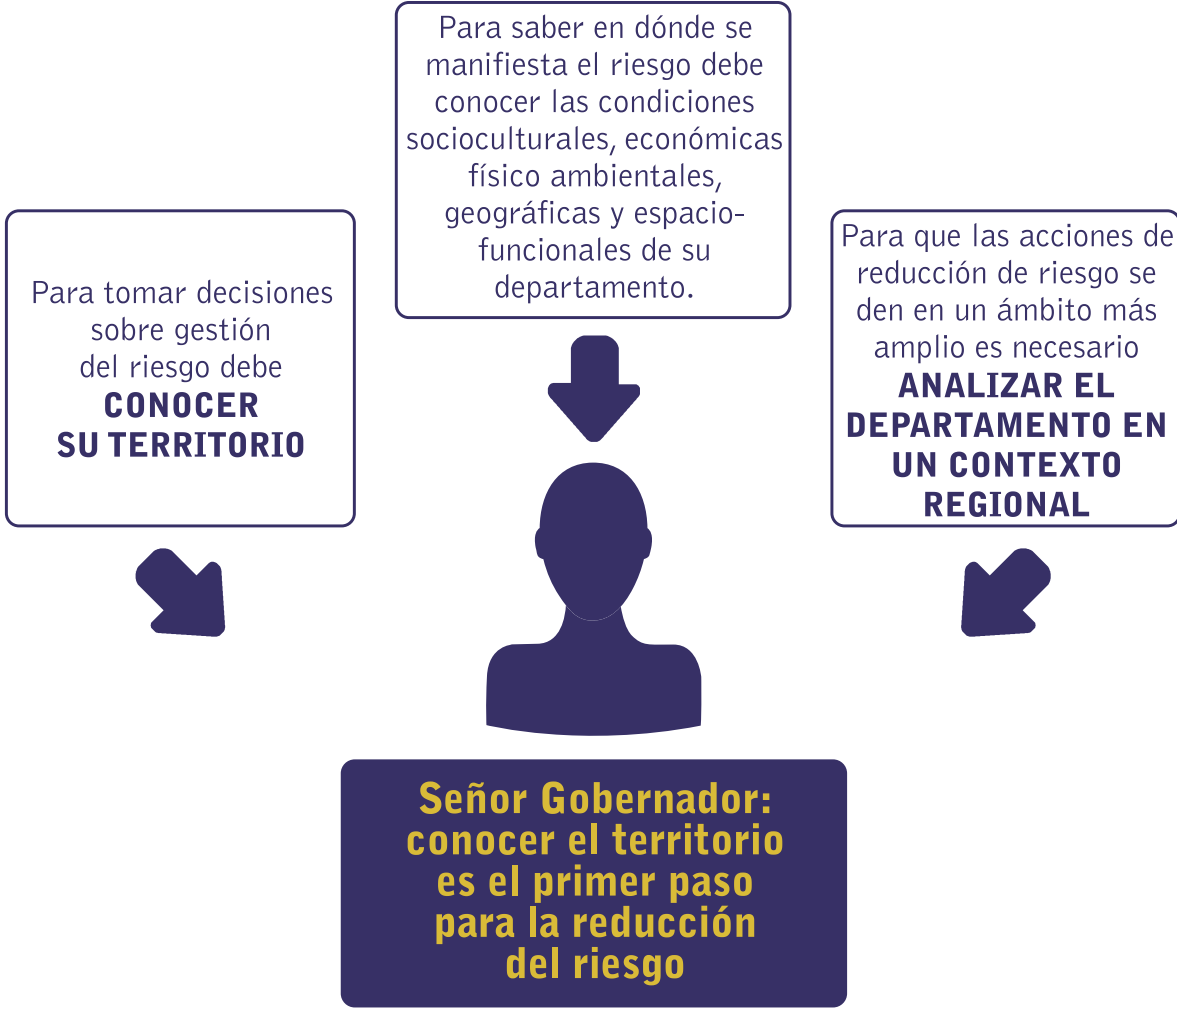 Para tomar decisiones
sobre gestión
del riesgo debe
CONOCER
SU TERRITORIO
Para saber en dónde se
manifiesta el riesgo debe
conocer las condiciones
socioculturales, económicas
físico ambientales,
geográficas y espacio-
funcionales de su
departamento.
Para que las acciones de
reducción de riesgo se
den en un ámbito más
amplio es necesario
ANALIZAR EL
DEPARTAMENTO EN
UN CONTEXTO
REGIONAL
Señor Gobernador:
conocer el territorio
es el primer paso
para la reducción
del riesgo